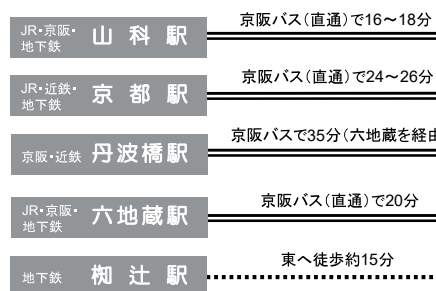 京阪バス（直通）で16〜18分
JR・京阪・地下鉄 山科駅
京阪バス（直通）で24〜26分
JR・近鉄・地下鉄 京都駅
京阪バスで35分（六地蔵を経由
京阪・近鉄 丹波橋駅
京阪バス（直通）で20分
JR・京阪・地下鉄 六地蔵駅
東へ徒歩約15分
地下鉄 椥辻駅